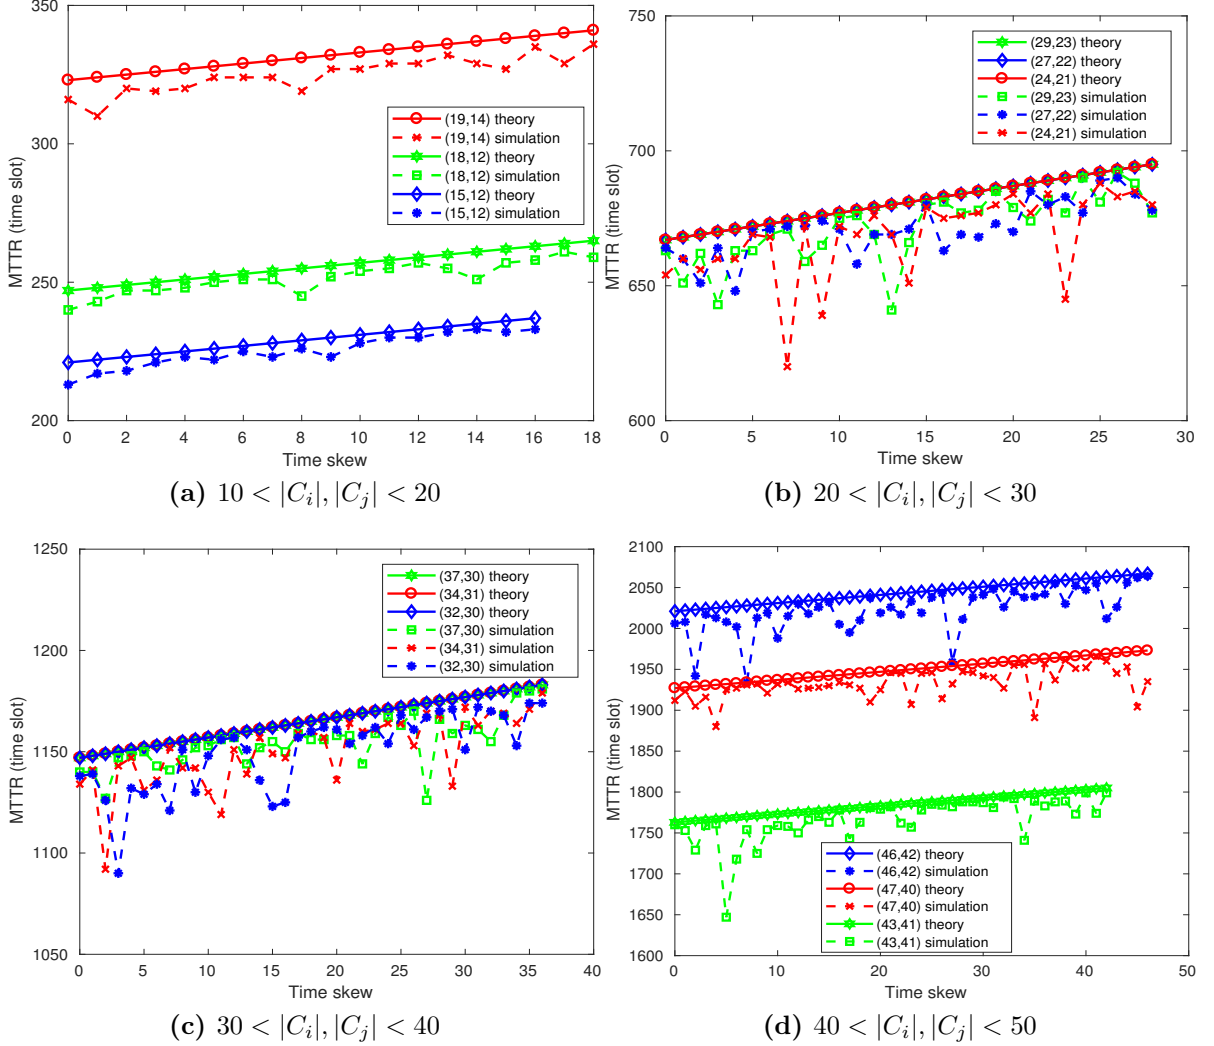 350
300
250
200
MTTR (time slot)
0 2 4 6 8 10 12 14 16 18
Time skew
(19,14) theory
(19,14) simulation
(18,12) theory
(18,12) simulation
(15,12) theory
(15,12) simulation
(a) 10 < |C_i|, |C_j| < 20
750
700
650
600
MTTR (time slot)
0 5 10 15 20 25 30
Time skew
(29,23) theory
(27,22) theory
(24,21) theory
(29,23) simulation
(27,22) simulation
(24,21) simulation
(b) 20 < |C_i|, |C_j| < 30
1250
1200
1150
1100
1050
MTTR (time slot)
0 5 10 15 20 25 30 35 40
Time skew
(37,30) theory
(34,31) theory
(32,30) theory
(37,30) simulation
(34,31) simulation
(32,30) simulation
(c) 30 < |C_i|, |C_j| < 40
2100
2050
2000
1950
1900
1850
1800
1750
1700
1650
1600
MTTR (time slot)
0 10 20 30 40 50
Time skew
(46,42) theory
(46,42) simulation
(47,40) theory
(47,40) simulation
(43,41) theory
(43,41) simulation
(d) 40 < |C_i|, |C_j| < 50